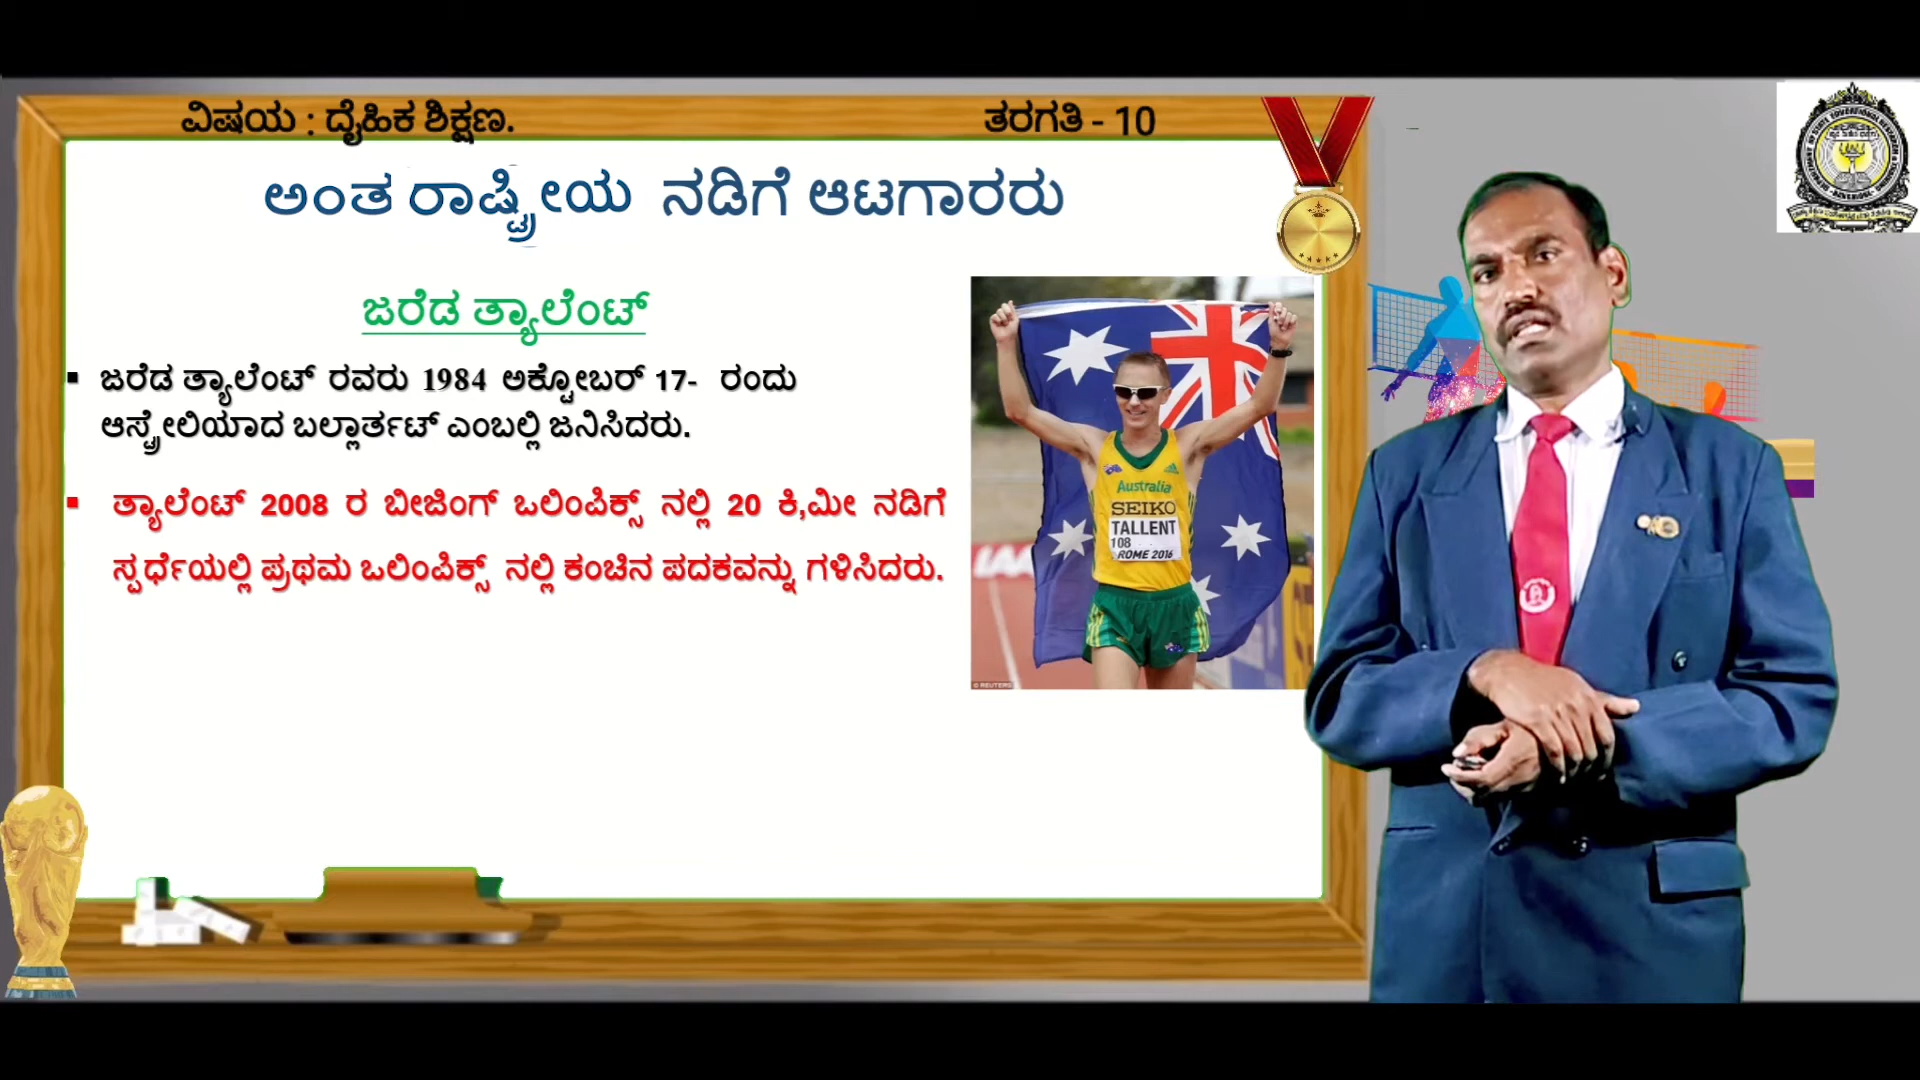 ವಿಷಯ : ದೈಹಿಕ ಶಿಕ್ಷಣ.
ತರಗತಿ - 10
ಅಂತ ರಾಷ್ಟ್ರೀಯ ನಡಿಗೆ ಆಟಗಾರರು
ಜರೆಡ ತ್ಯಾಲೆಂಟ್
▪ ಜರೆಡ ತ್ಯಾಲೆಂಟ್ ರವರು 1984 ಅಕ್ಟೋಬರ್ 17- ರಂದು
ಆಸ್ಟ್ರೇಲಿಯಾದ ಬಲ್ಲಾರ್ತಟ್ ಎಂಬಲ್ಲಿ ಜನಿಸಿದರು.
▪ ತ್ಯಾಲೆಂಟ್ 2008 ರ ಬೀಜಿಂಗ್ ಒಲಿಂಪಿಕ್ಸ್ ನಲ್ಲಿ 20 ಕಿ,ಮೀ ನಡಿಗೆ
ಸ್ಪರ್ಧೆಯಲ್ಲಿ ಪ್ರಥಮ ಒಲಿಂಪಿಕ್ಸ್ ನಲ್ಲಿ ಕಂಚಿನ ಪದಕವನ್ನು ಗಳಿಸಿದರು.
Australia
SEIKO
TALLENT
108
ROME 2016
© REUTERS